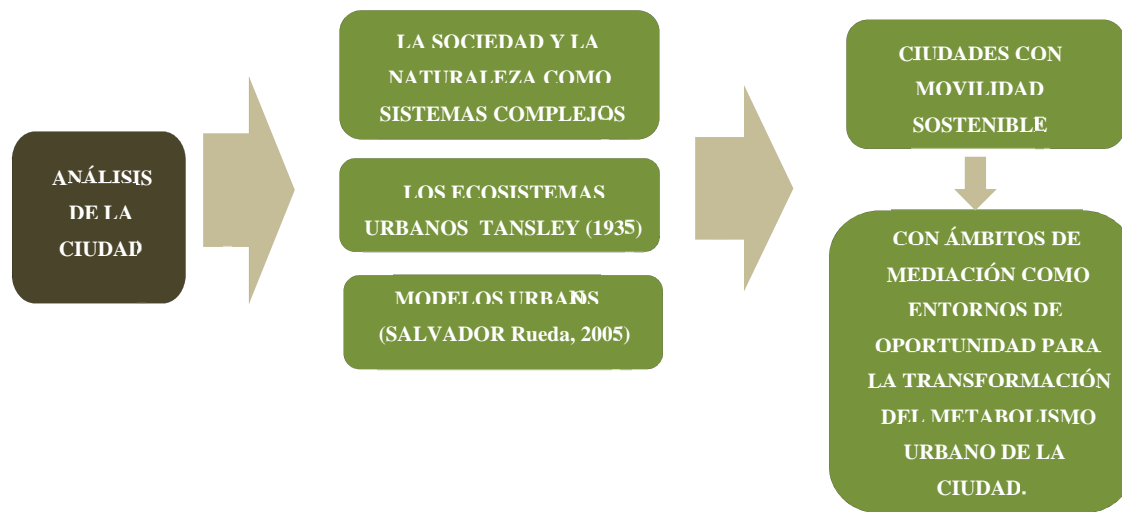 ANÁLISIS
DE LA
CIUDAD
LA SOCIEDAD Y LA
NATURALEZA COMO
SISTEMAS COMPLEJOS
LOS ECOSISTEMAS
URBANOS TANSLEY (1935)
MODELOS URBANOS
(SALVADOR Rueda, 2005)
CIUDADES CON
MOVILIDAD
SOSTENIBLE
CON ÁMBITOS DE
MEDIACIÓN COMO
ENTORNOS DE
OPORTUNIDAD PARA
LA TRANSFORMACIÓN
DEL METABOLISMO
URBANO DE LA
CIUDAD.